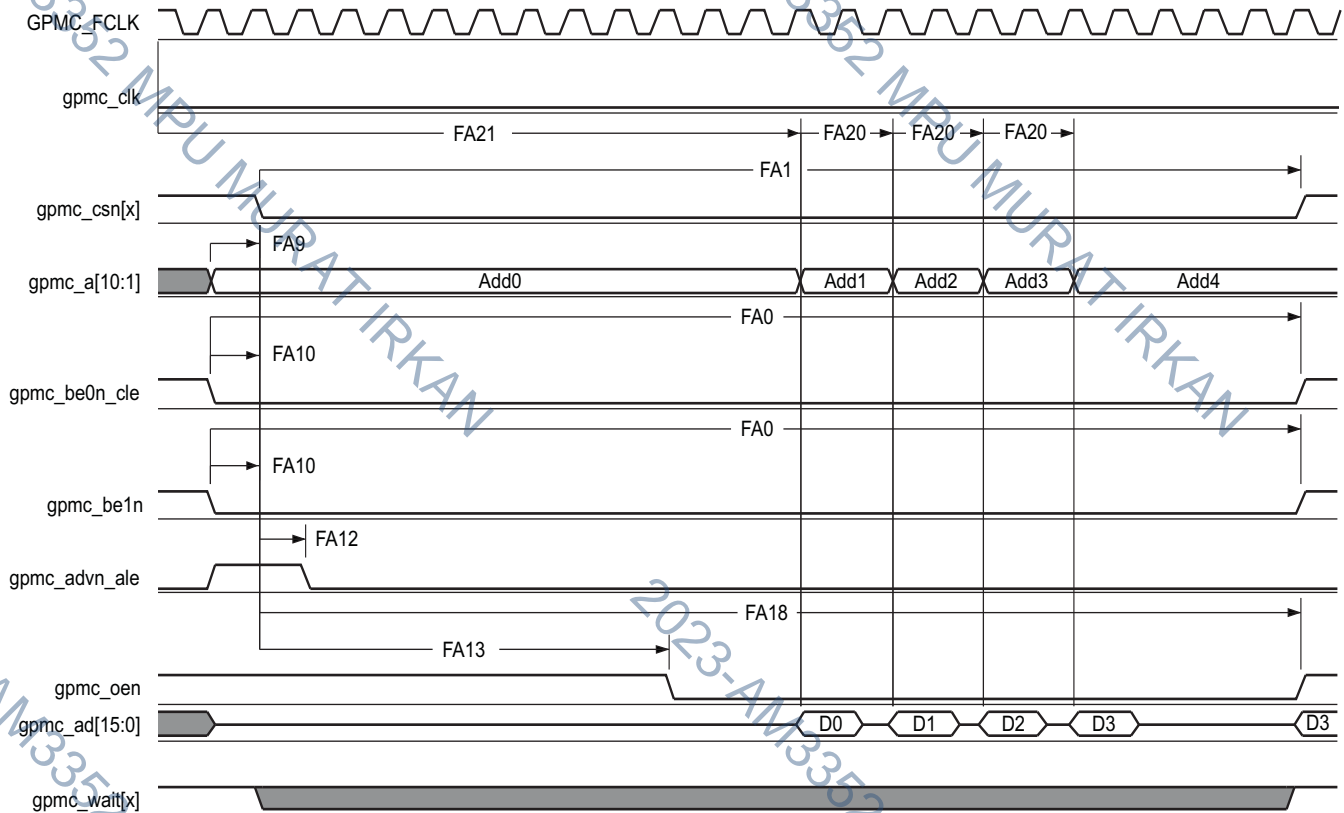 GPMC_FCLK
gpmc_clk
FA21 FA20 FA20 FA20
FA1
gpmc_csn[x]
FA9
gpmc_a[10:1] Add0 Add1 Add2 Add3 Add4
FA0
FA10
gpmc_be0n_cle
FA0
FA10
gpmc_be1n
FA12
gpmc_advn_ale
FA18
FA13
gpmc_oen
gpmc_ad[15:0] D0 D1 D2 D3 D3
gpmc_wait[x]
3352 MPU MURAT IRKAN
3352 MPU MURAT IRKAN
AM3352
2023-AM3352